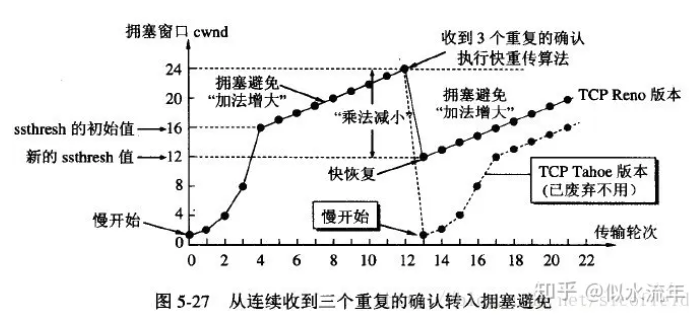 拥塞窗口 cwnd
收到 3 个重复的确认
执行快重传算法
24
拥塞避免
“加法增大”
拥塞避免
“加法增大”
TCP Reno 版本
20
“乘法减小”
ssthresh 的初始值
16
新的 ssthresh 值
12
快恢复
TCP Tahoe 版本
(已废弃不用)
8
慢开始
4
慢开始
传输轮次
0
0 2 4 6 8 10 12 14 16 18 20 22
图 5-27 从连续收到三个重复的确认转入拥塞避免
知乎 @似水流年